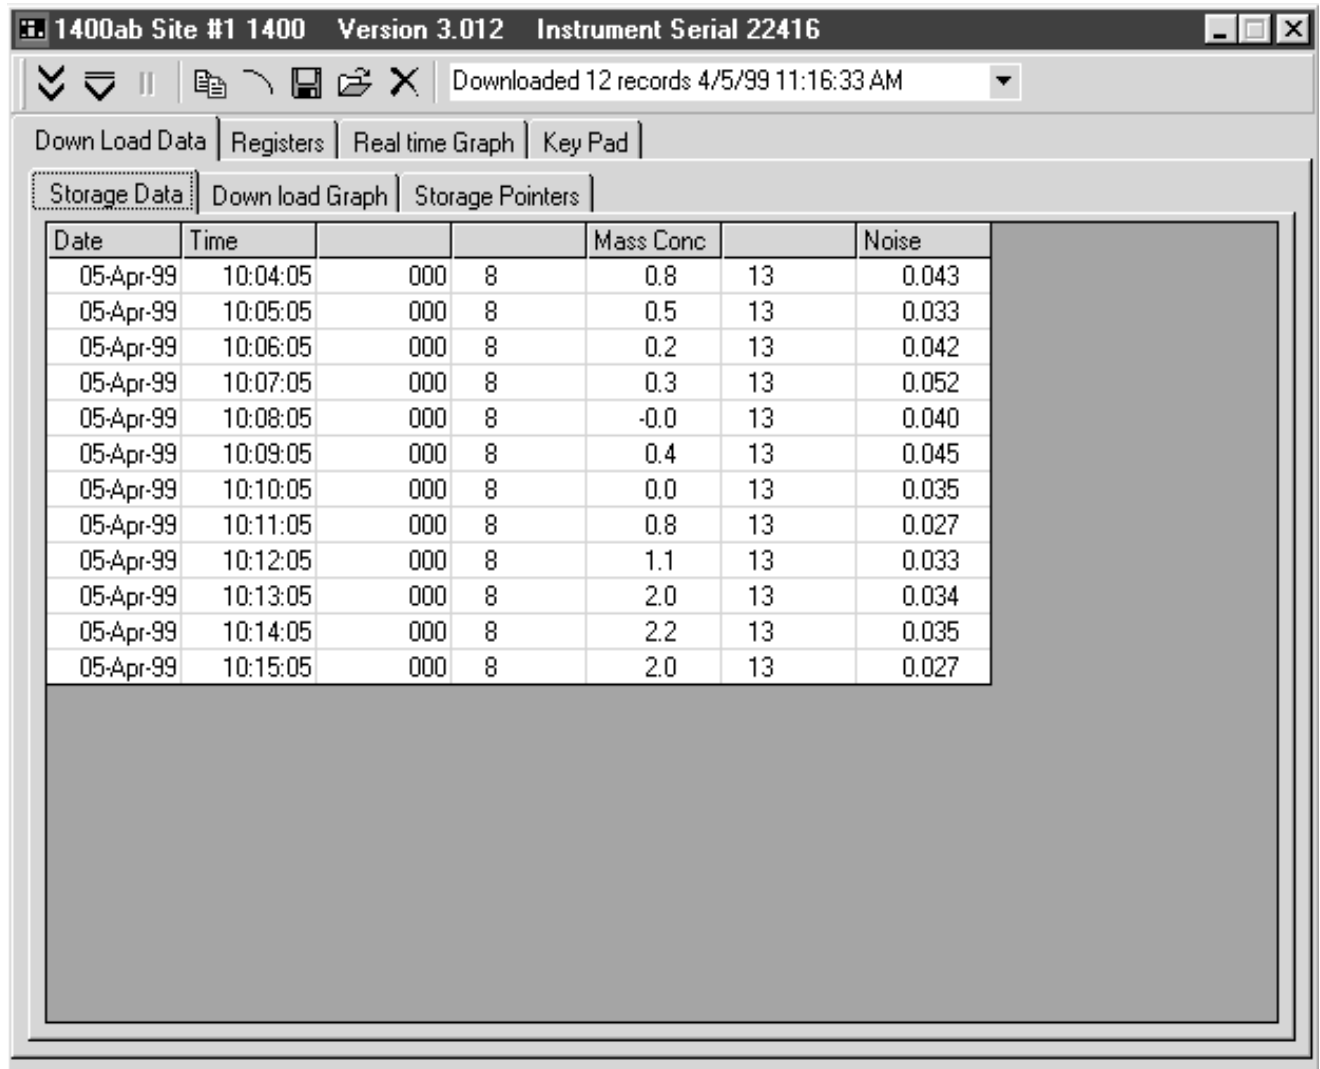 1400ab Site #1 1400 Version 3.012 Instrument Serial 22416
Downloaded 12 records 4/5/99 11:16:33 AM
Down Load Data Registers Real time Graph Key Pad
Storage Data Down load Graph Storage Pointers
Date Time Mass Conc Noise
05-Apr-99 10:04:05 000 8 0.8 13 0.043
05-Apr-99 10:05:05 000 8 0.5 13 0.033
05-Apr-99 10:06:05 000 8 0.2 13 0.042
05-Apr-99 10:07:05 000 8 0.3 13 0.052
05-Apr-99 10:08:05 000 8 -0.0 13 0.040
05-Apr-99 10:09:05 000 8 0.4 13 0.045
05-Apr-99 10:10:05 000 8 0.0 13 0.035
05-Apr-99 10:11:05 000 8 0.8 13 0.027
05-Apr-99 10:12:05 000 8 1.1 13 0.033
05-Apr-99 10:13:05 000 8 2.0 13 0.034
05-Apr-99 10:14:05 000 8 2.2 13 0.035
05-Apr-99 10:15:05 000 8 2.0 13 0.027